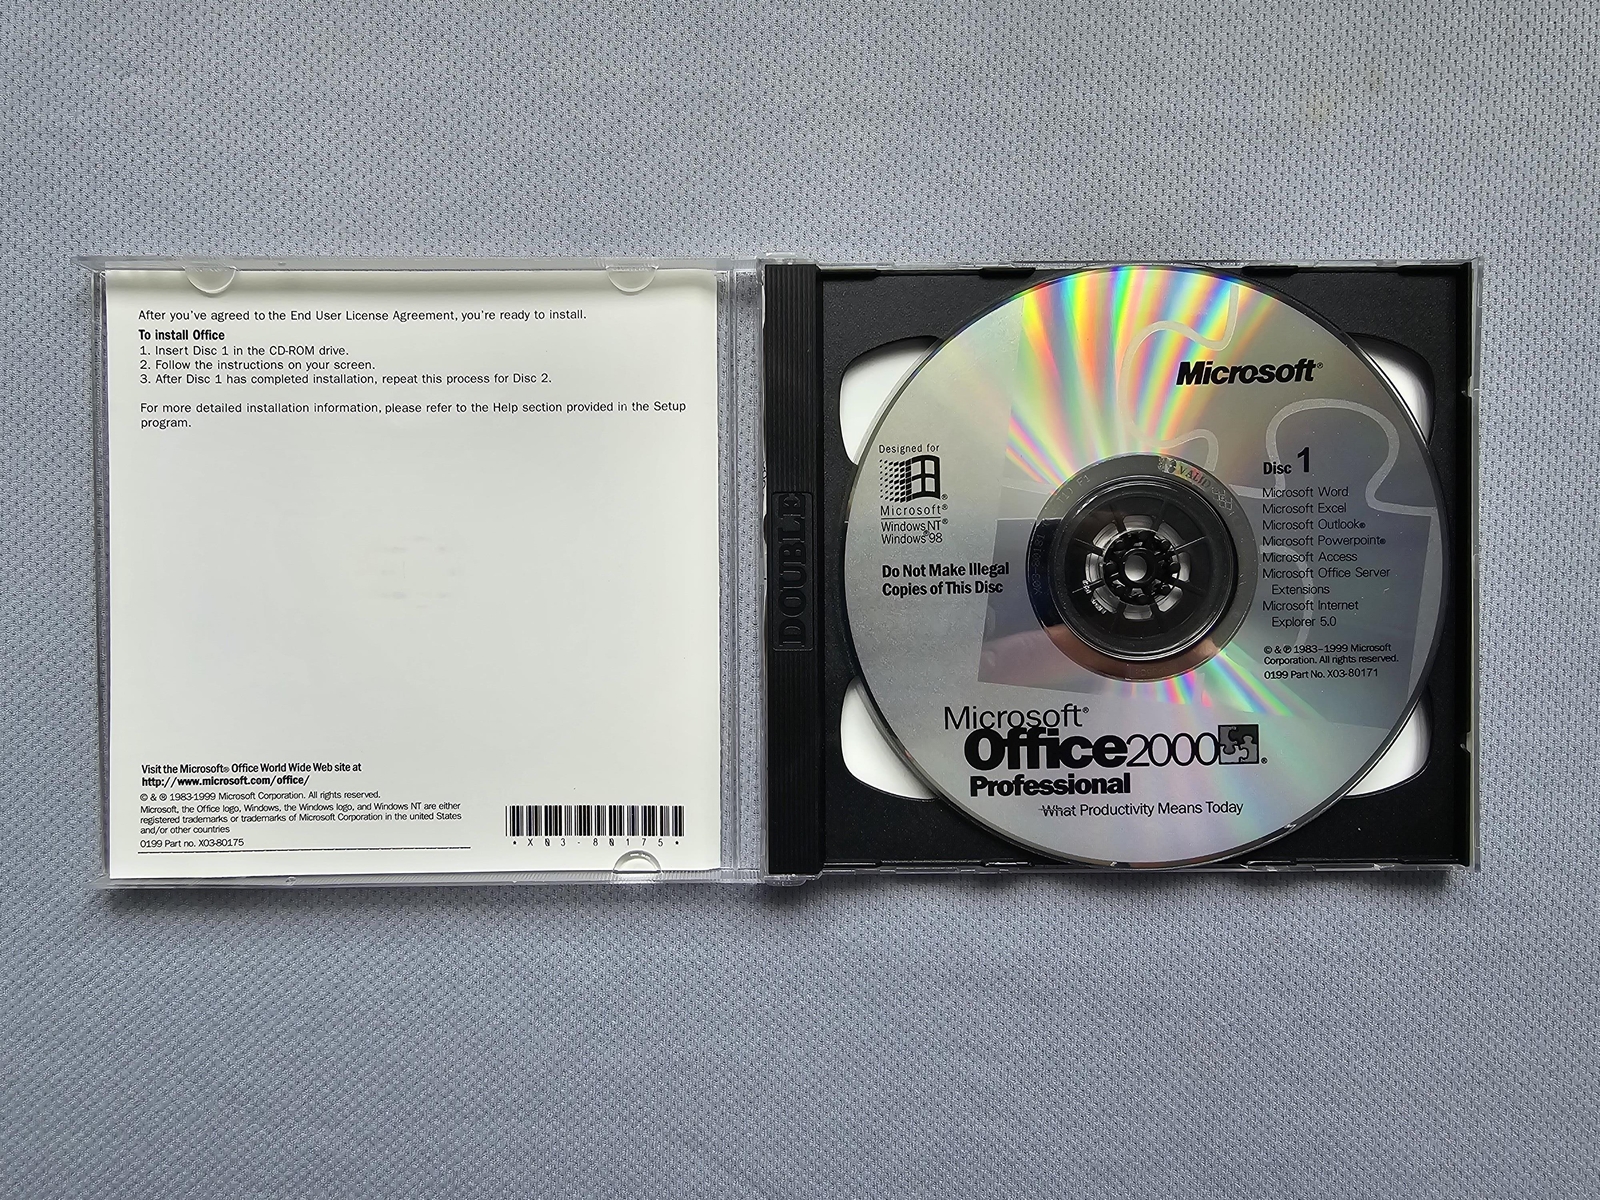 After you've agreed to the End User License Agreement, you're ready to install.
To install Office
1. Insert Disc 1 in the CD-ROM drive.
2. Follow the instructions on your screen.
3. After Disc 1 has completed installation, repeat this process for Disc 2.
For more detailed installation information, please refer to the Help section provided in the Setup
program.
Visit the Microsoft® Office World Wide Web site at
http://www.microsoft.com/office/
© & ℗ 1983-1999 Microsoft Corporation. All rights reserved.
Microsoft, the Office logo, Windows, the Windows logo, and Windows NT are either
registered trademarks or trademarks of Microsoft Corporation in the united States
and/or other countries
0199 Part no. X03-80175
*X03-80175*
DOUBLE
Microsoft®
Designed for
Microsoft®
Windows NT®
Windows®98
Do Not Make Illegal
Copies of This Disc
VALID
Disc 1
Microsoft Word
Microsoft Excel
Microsoft Outlook®
Microsoft Powerpoint®
Microsoft Access
Microsoft Office Server
Extensions
Microsoft Internet
Explorer 5.0
© & ℗ 1983-1999 Microsoft
Corporation. All rights reserved.
0199 Part No. X03-80171
Microsoft®
Office2000®
Professional
What Productivity Means Today